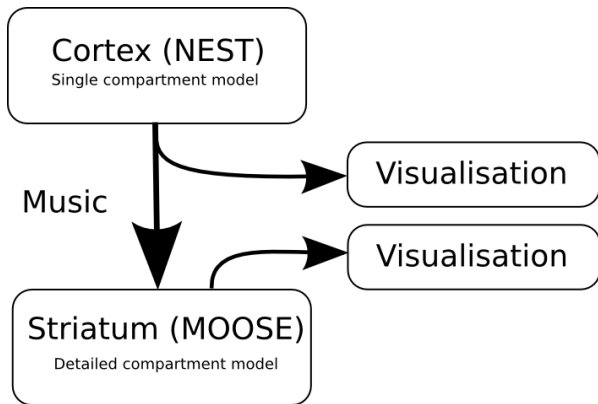 Cortex (NEST)
Single compartment model
Visualisation
Music
Visualisation
Striatum (MOOSE)
Detailed compartment model